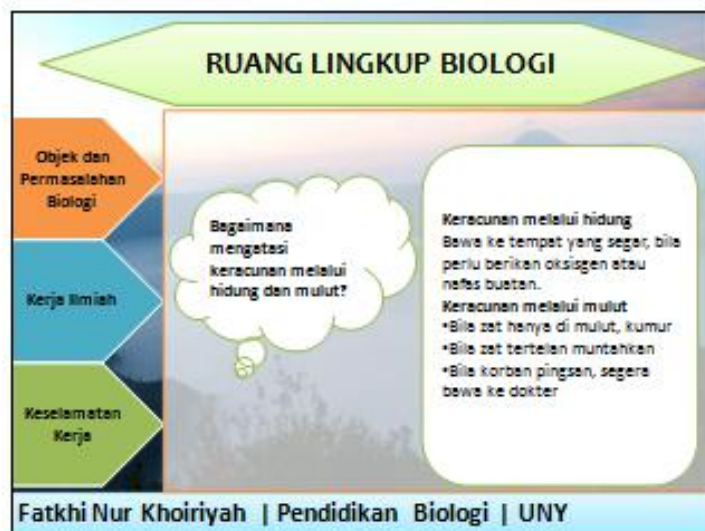 RUANG LINGKUP BIOLOGI
Objek dan
Permasalahan
Biologi
Kerja Ilmiah
Keselamatan
Kerja
Bagaimana
mengatasi
keracunan melalui
hidung dan mulut?
Keracunan melalui hidung
Bawa ke tempat yang segar, bila
perlu berikan oksisgen atau
nafas buatan.
Keracunan melalui mulut
•Bila zat hanya di mulut, kumur
•Bila zat tertelan muntahkan
•Bila korban pingsan, segera
bawa ke dokter
Fatkhi Nur Khoiriyah | Pendidikan Biologi | UNY